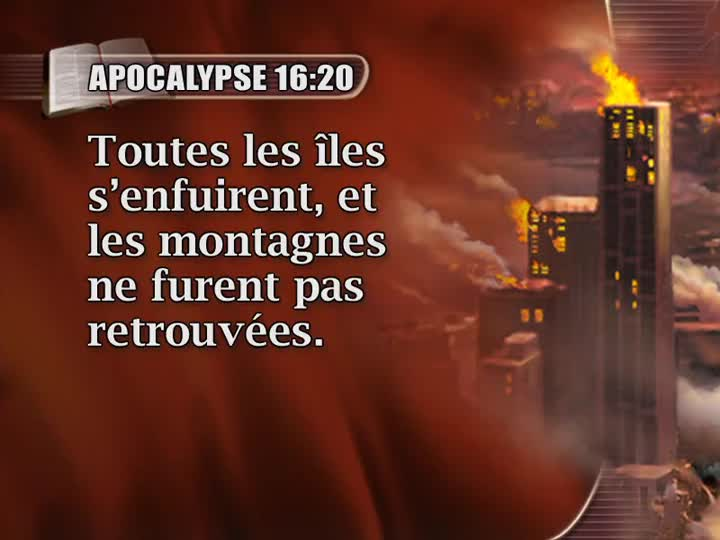 APOCALYPSE 16:20
Toutes les îles
s’enfuirent, et
les montagnes
ne furent pas
retrouvées.